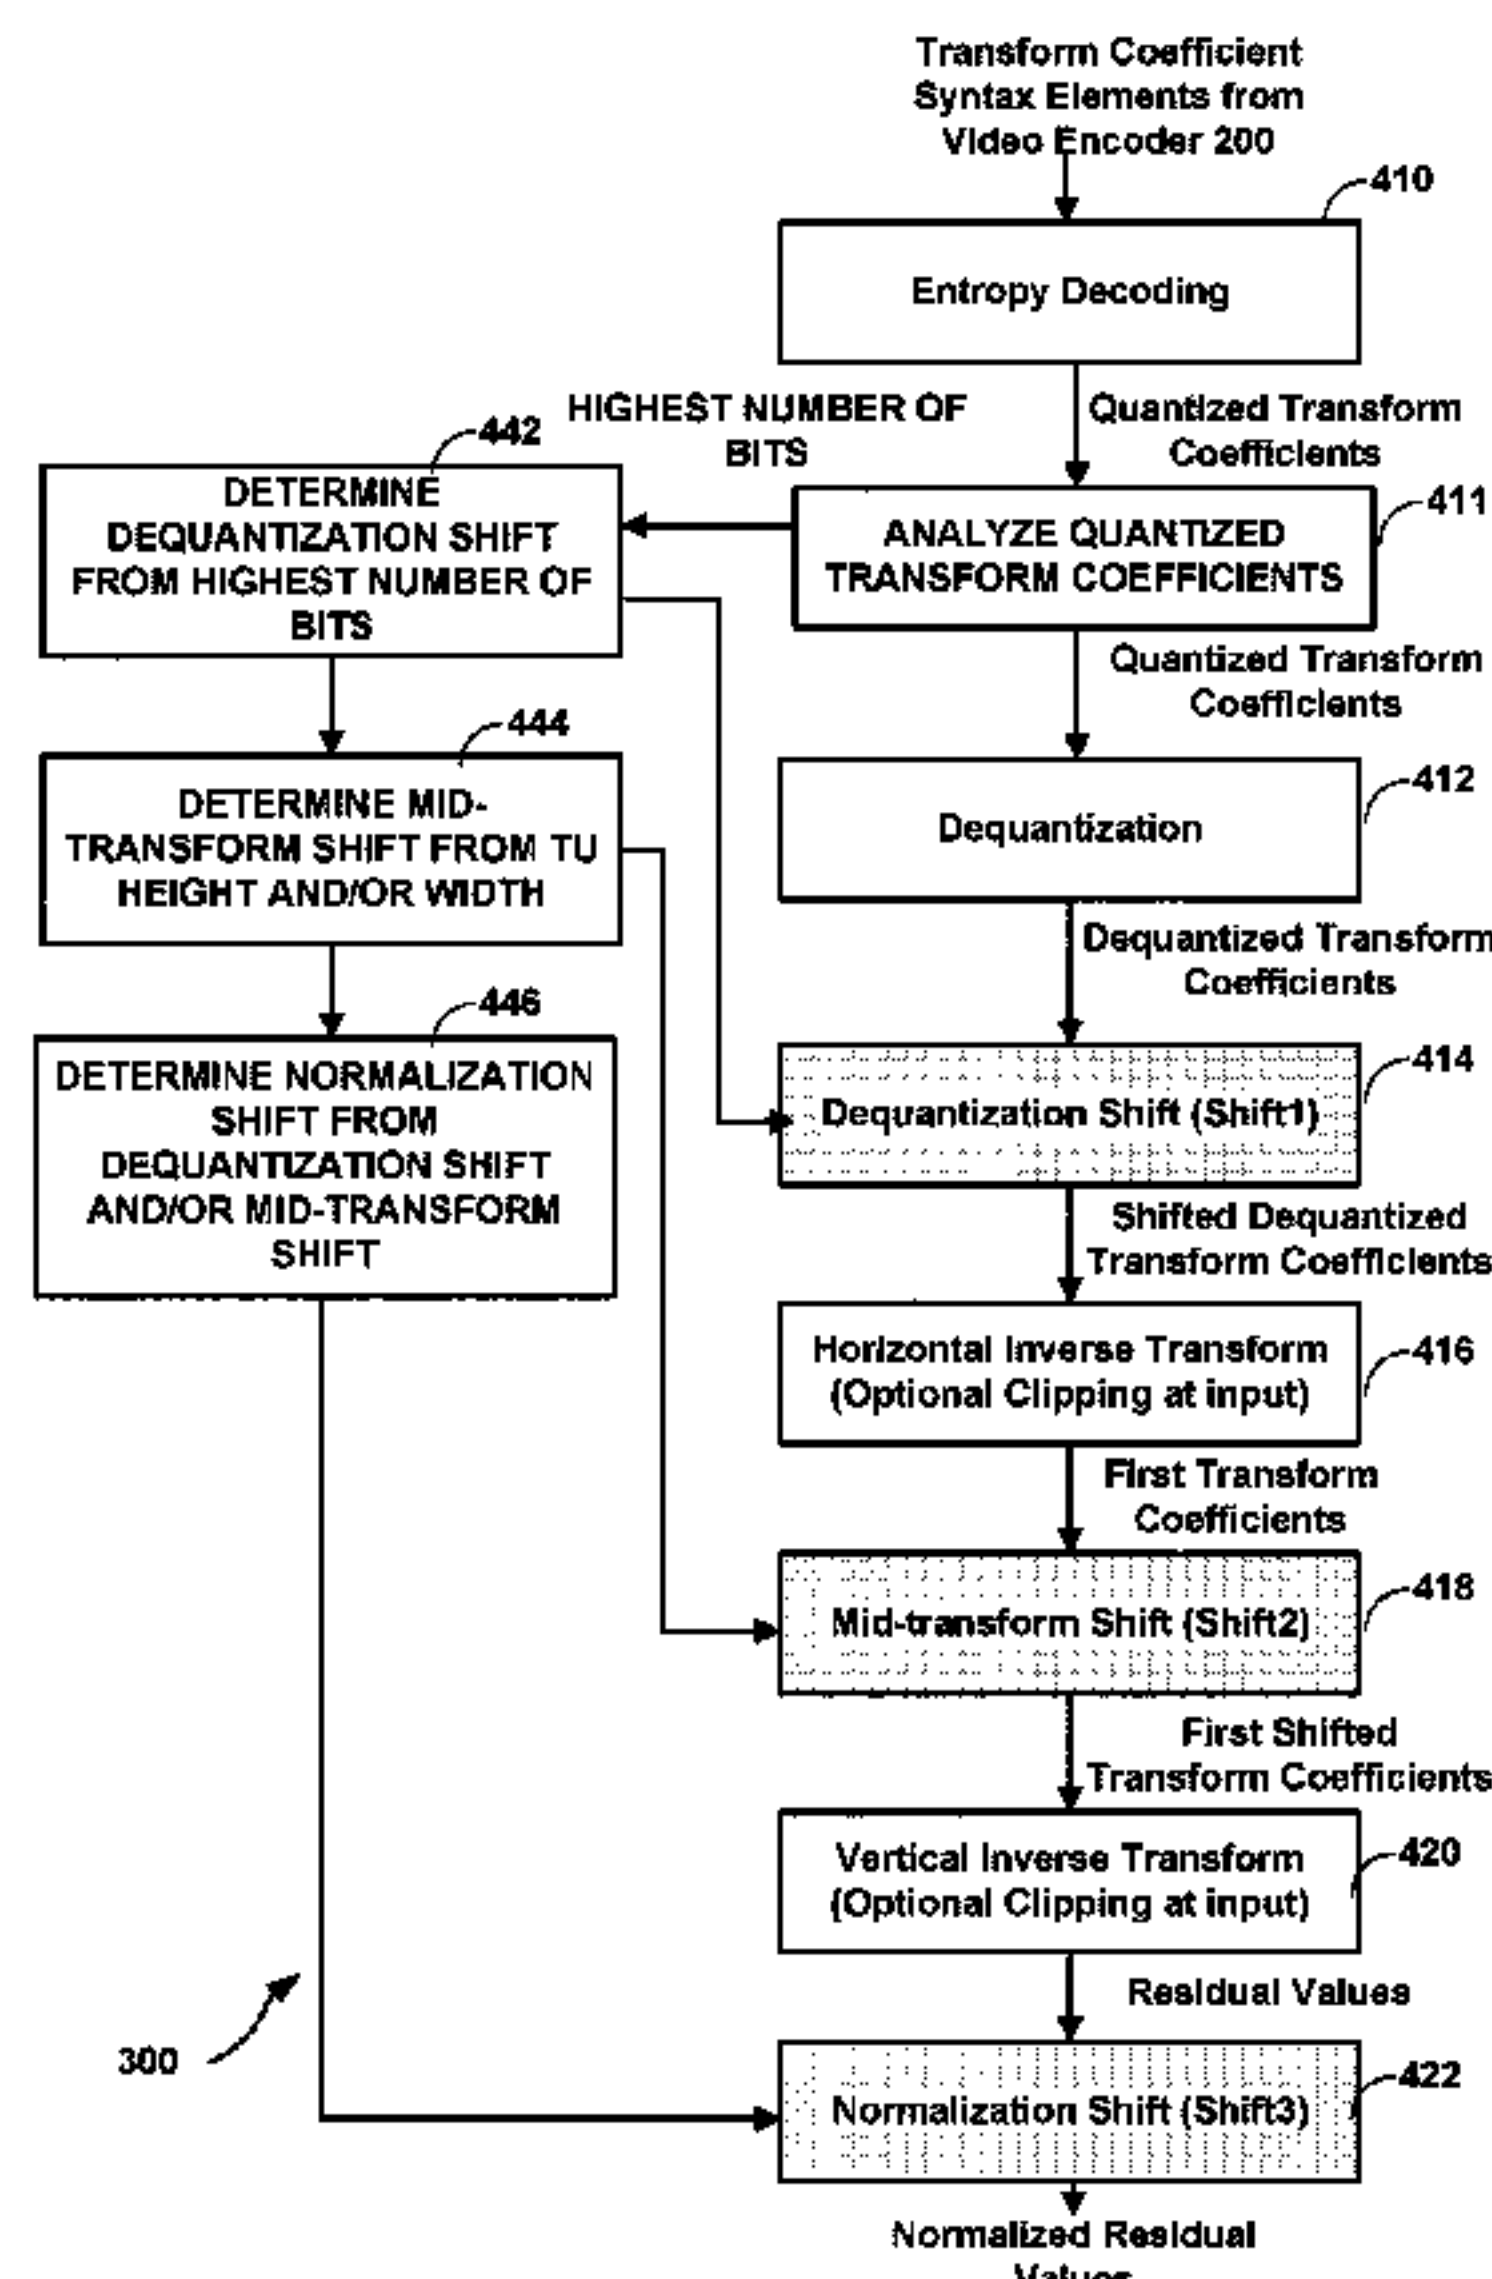 Transform Coefficient
Syntax Elements from
Video Encoder 200
410
Entropy Decoding
HIGHEST NUMBER OF
BITS
Quantized Transform
Coefficients
442
DETERMINE
DEQUANTIZATION SHIFT
FROM HIGHEST NUMBER OF
BITS
411
ANALYZE QUANTIZED
TRANSFORM COEFFICIENTS
Quantized Transform
Coefficients
444
DETERMINE MID-
TRANSFORM SHIFT FROM TU
HEIGHT AND/OR WIDTH
412
Dequantization
Dequantized Transform
Coefficients
446
DETERMINE NORMALIZATION
SHIFT FROM
DEQUANTIZATION SHIFT
AND/OR MID-TRANSFORM
SHIFT
414
Dequantization Shift (Shift1)
Shifted Dequantized
Transform Coefficients
416
Horizontal Inverse Transform
(Optional Clipping at input)
First Transform
Coefficients
418
Mid-transform Shift (Shift2)
First Shifted
Transform Coefficients
420
Vertical Inverse Transform
(Optional Clipping at input)
Residual Values
300
422
Normalization Shift (Shift3)
Normalized Residual
Values